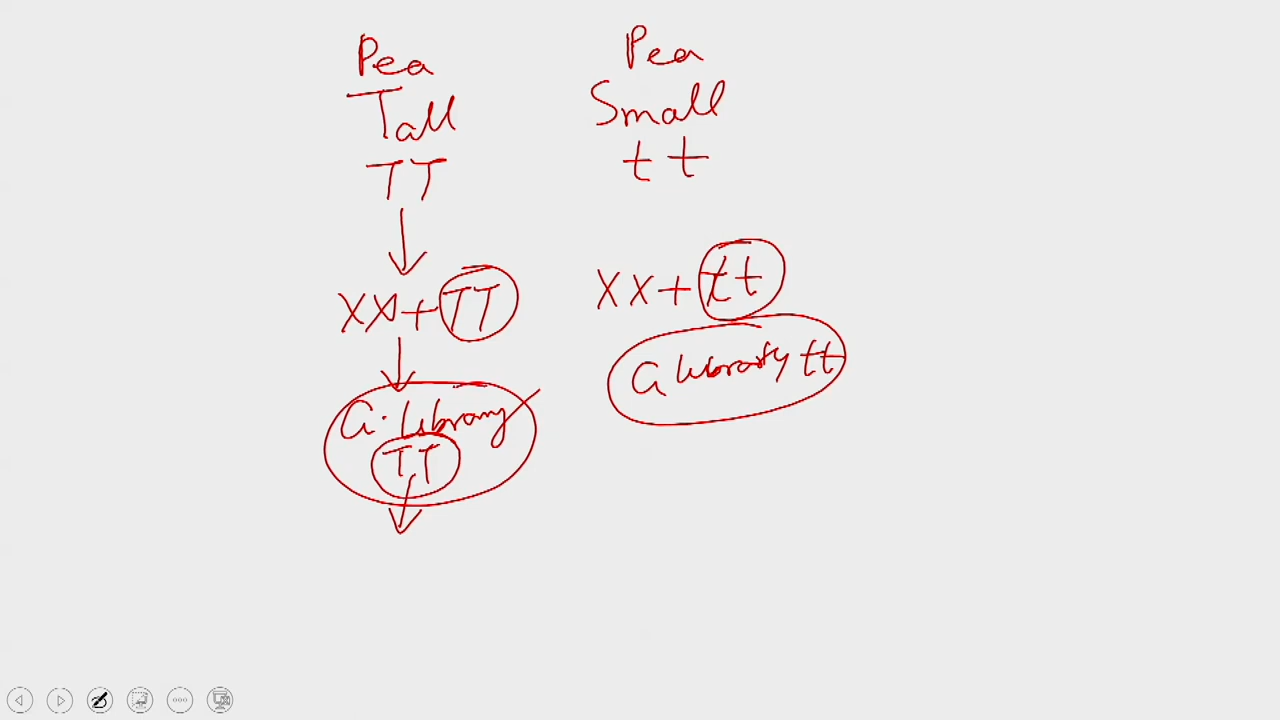 Pea
Tall
TT
XX+TT
G. library
TT
Pea
Small
tt
XX+tt
G library tt